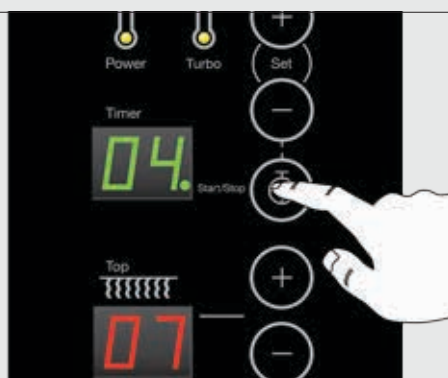 +
Power Turbo Set
−
Timer
04.
Start/Stop
Top
+
07
−